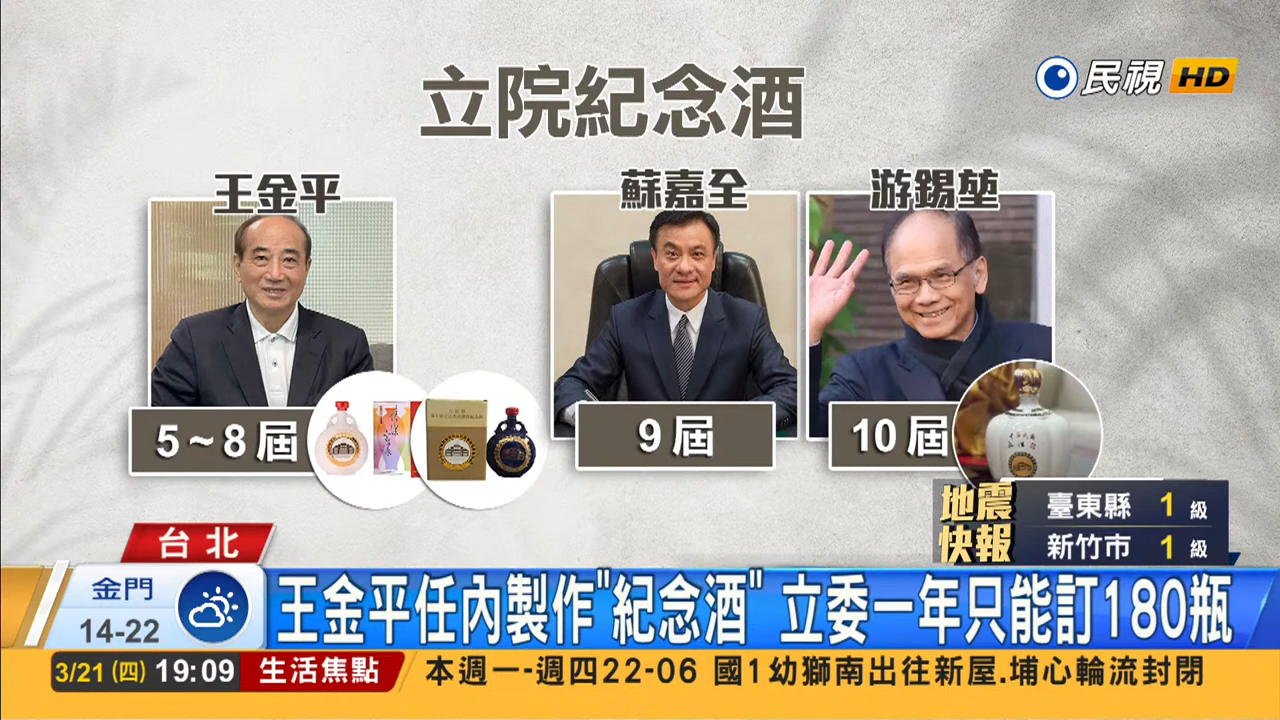 立院紀念酒
民視 HD
王金平
蘇嘉全
游錫堃
5~8屆
9屆
10屆
地震快報
臺東縣 1 級
新竹市 1 級
台北
金門
14-22
王金平任內製作"紀念酒" 立委一年只能訂180瓶
3/21 (四) 19:09 生活焦點
本週一-週四22-06 國1幼獅南出往新屋.埔心輪流封閉